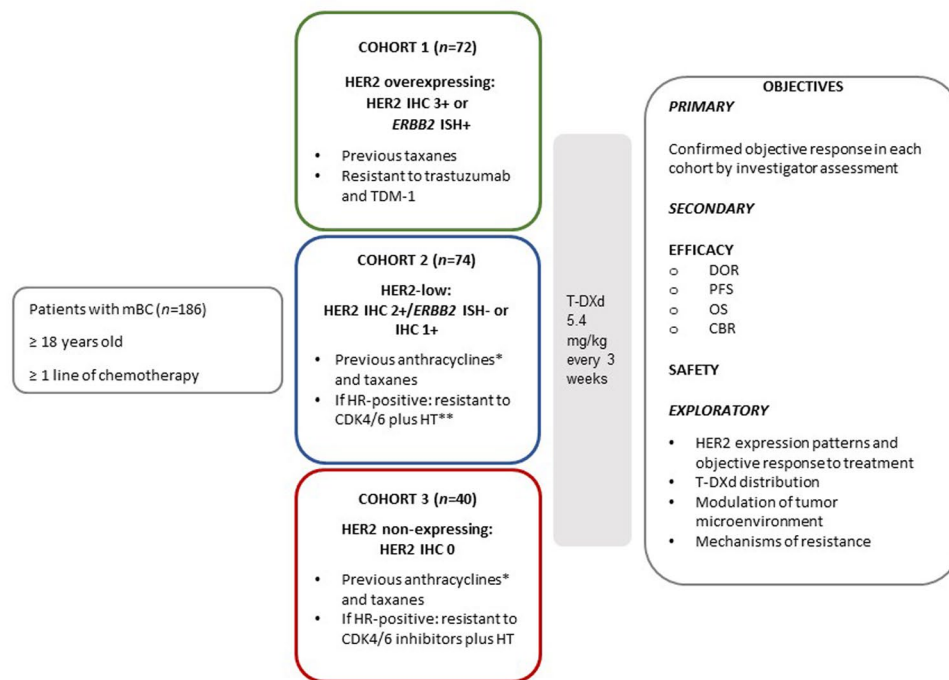 Patients with mBC (n=186)
≥ 18 years old
≥ 1 line of chemotherapy
COHORT 1 (n=72)
HER2 overexpressing:
HER2 IHC 3+ or
ERBB2 ISH+
• Previous taxanes
• Resistant to trastuzumab
and TDM-1
COHORT 2 (n=74)
HER2-low:
HER2 IHC 2+/ERBB2 ISH- or
IHC 1+
• Previous anthracyclines*
and taxanes
• If HR-positive: resistant to
CDK4/6 plus HT**
COHORT 3 (n=40)
HER2 non-expressing:
HER2 IHC 0
• Previous anthracyclines*
and taxanes
• If HR-positive: resistant to
CDK4/6 inhibitors plus HT
T-DXd
5.4
mg/kg
every 3
weeks
OBJECTIVES
PRIMARY
Confirmed objective response in each
cohort by investigator assessment
SECONDARY
EFFICACY
o DOR
o PFS
o OS
o CBR
SAFETY
EXPLORATORY
• HER2 expression patterns and
objective response to treatment
• T-DXd distribution
• Modulation of tumor
microenvironment
• Mechanisms of resistance